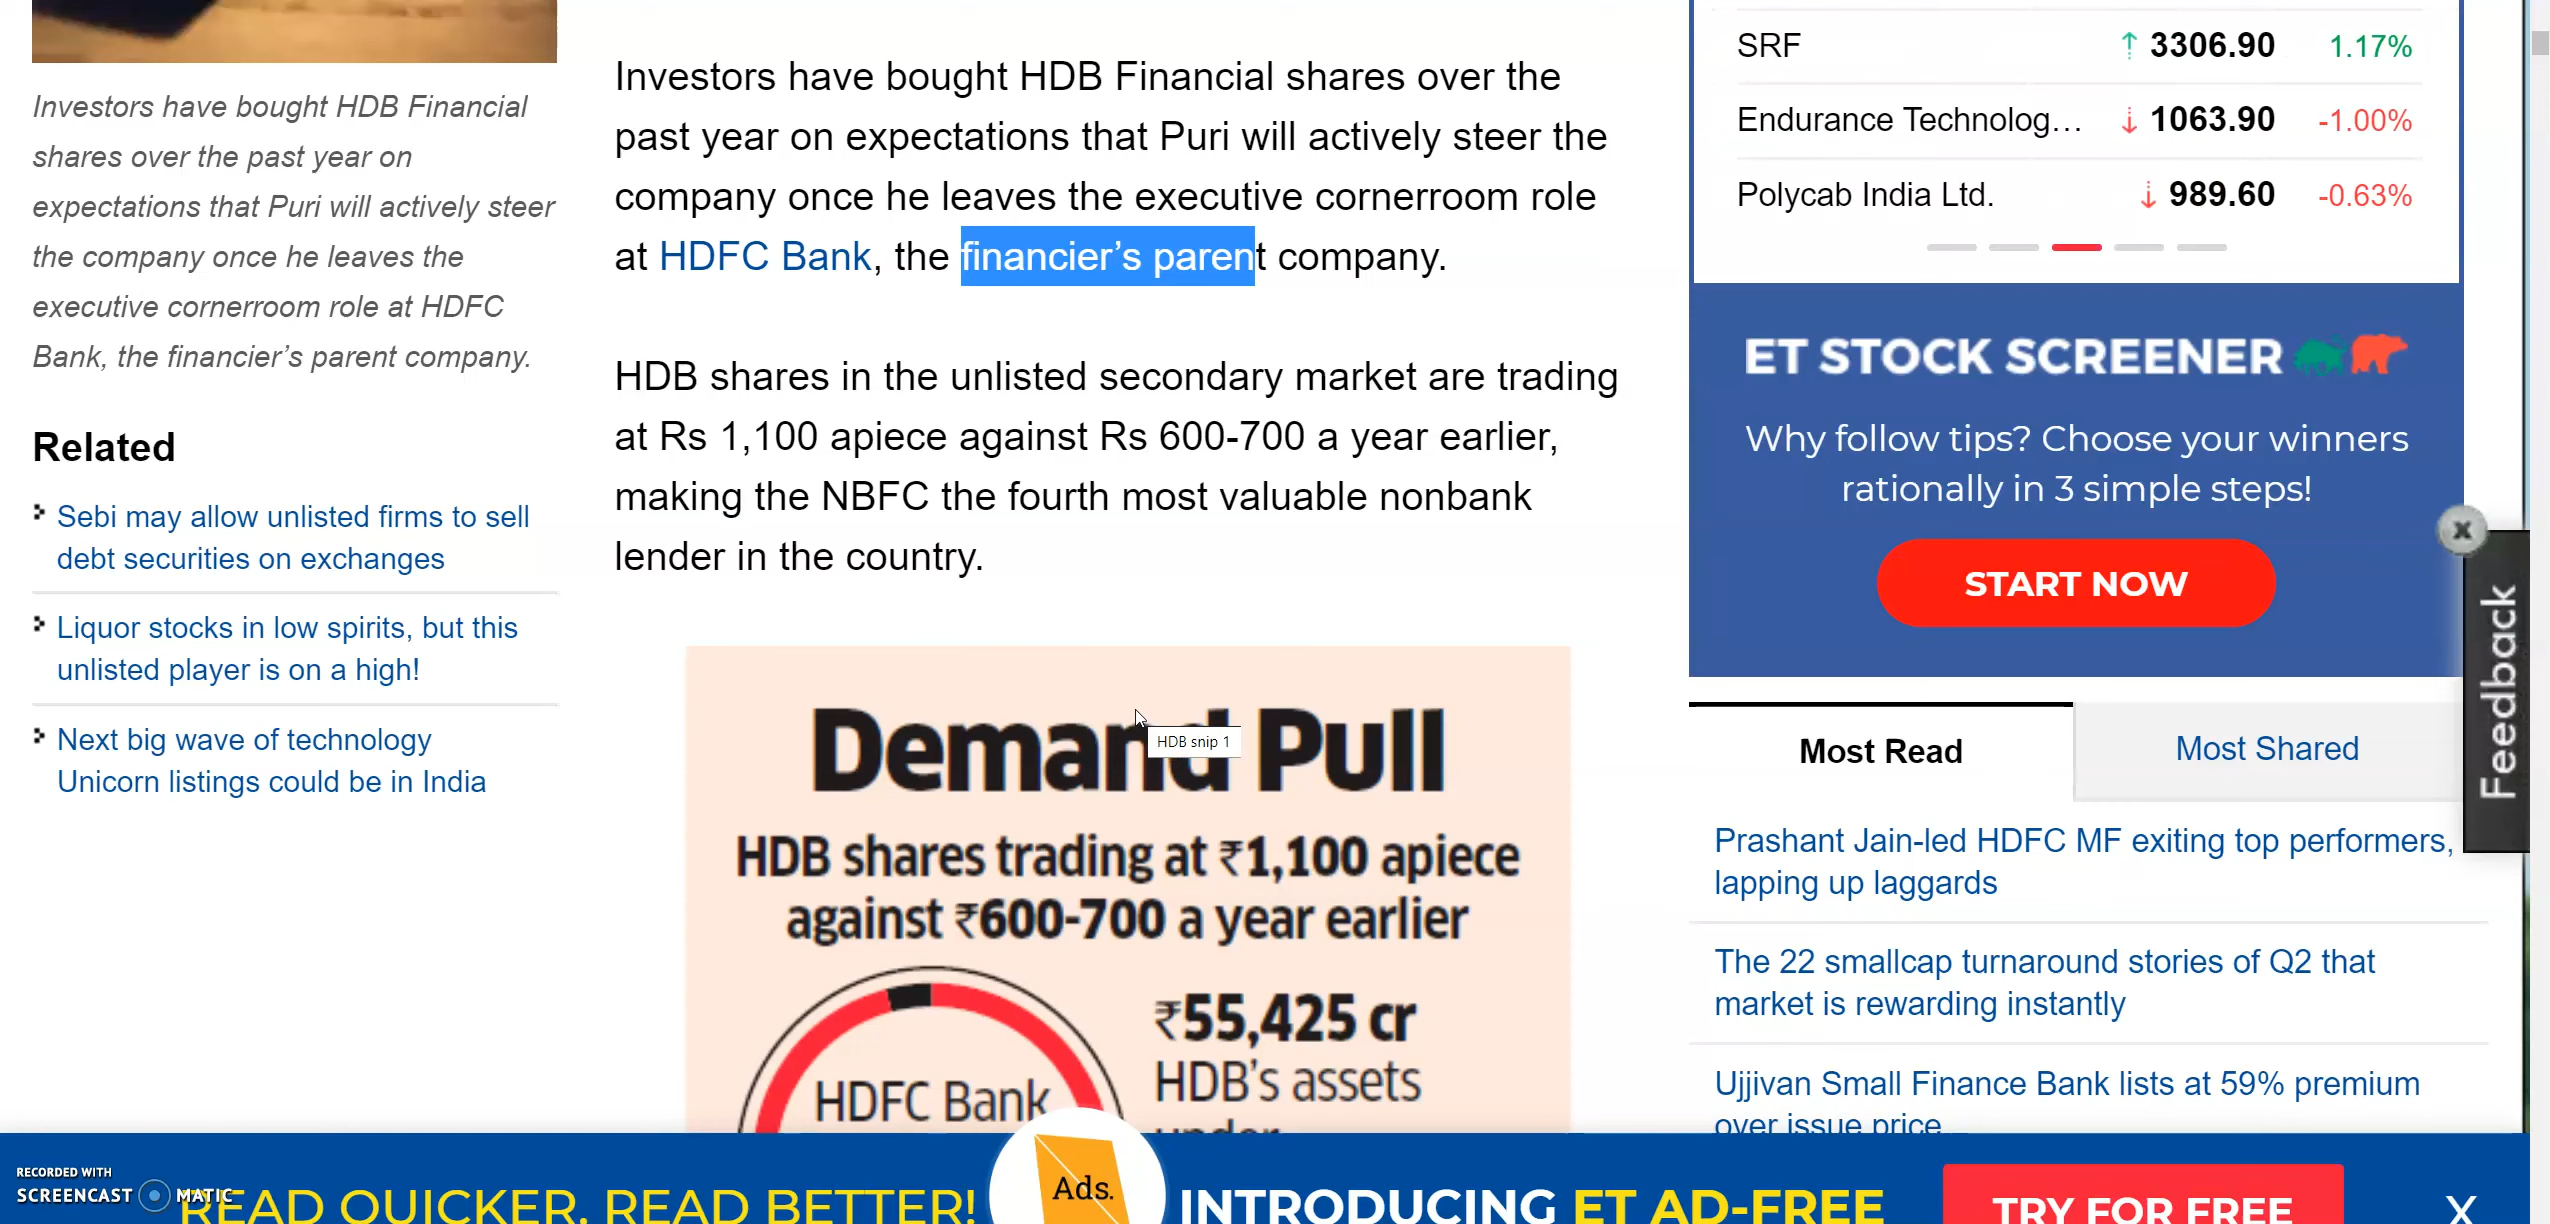 Investors have bought HDB Financial
shares over the past year on
expectations that Puri will actively steer
the company once he leaves the
executive cornerroom role at HDFC
Bank, the financier’s parent company.
Related
Sebi may allow unlisted firms to sell
debt securities on exchanges
Liquor stocks in low spirits, but this
unlisted player is on a high!
Next big wave of technology
Unicorn listings could be in India
Investors have bought HDB Financial shares over the
past year on expectations that Puri will actively steer the
company once he leaves the executive cornerroom role
at HDFC Bank, the financier’s parent company.
HDB shares in the unlisted secondary market are trading
at Rs 1,100 apiece against Rs 600-700 a year earlier,
making the NBFC the fourth most valuable nonbank
lender in the country.
Demand Pull
HDB snip 1
HDB shares trading at ₹1,100 apiece
against ₹600-700 a year earlier
HDFC Bank
₹55,425 cr
HDB’s assets
under
SRF ↑ 3306.90 1.17%
Endurance Technolog… ↓ 1063.90 -1.00%
Polycab India Ltd. ↓ 989.60 -0.63%
ET STOCK SCREENER
Why follow tips? Choose your winners
rationally in 3 simple steps!
START NOW
x
Feedback
Most Read Most Shared
Prashant Jain-led HDFC MF exiting top performers,
lapping up laggards
The 22 smallcap turnaround stories of Q2 that
market is rewarding instantly
Ujjivan Small Finance Bank lists at 59% premium
over issue price
RECORDED WITH
SCREENCAST MATIC
READ QUICKER. READ BETTER! Ads. INTRODUCING ET AD-FREE TRY FOR FREE X